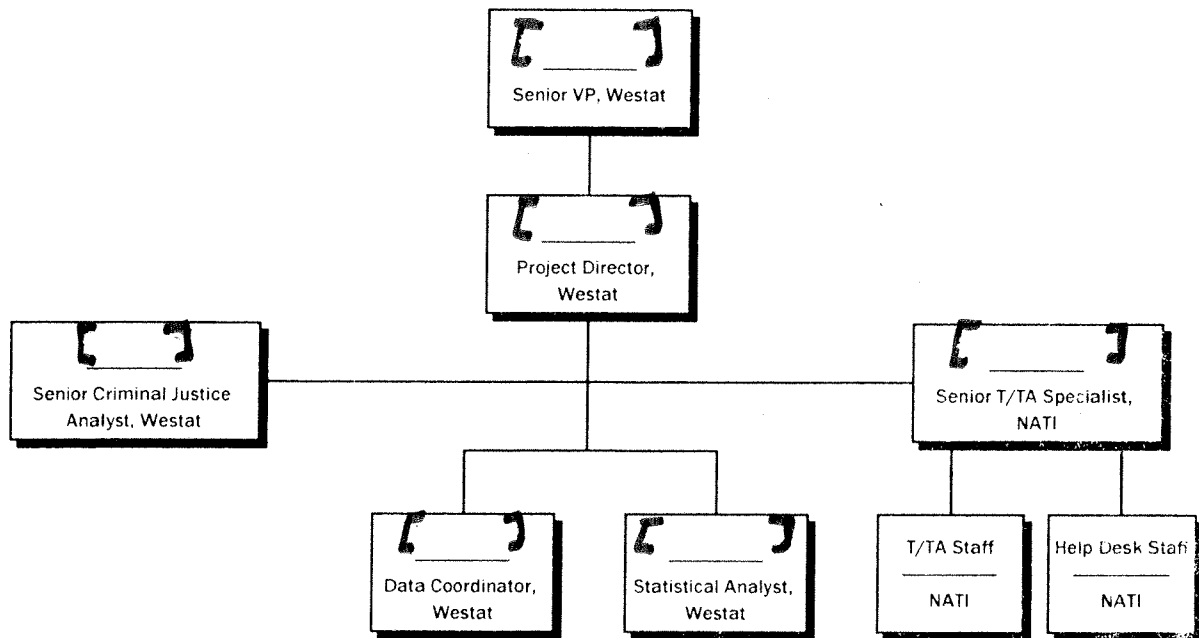 Senior VP, Westat
Project Director,
Westat
Senior Criminal Justice
Analyst, Westat
Senior T/TA Specialist,
NATI
Data Coordinator,
Westat
Statistical Analyst,
Westat
T/TA Staff
NATI
Help Desk Staff
NATI